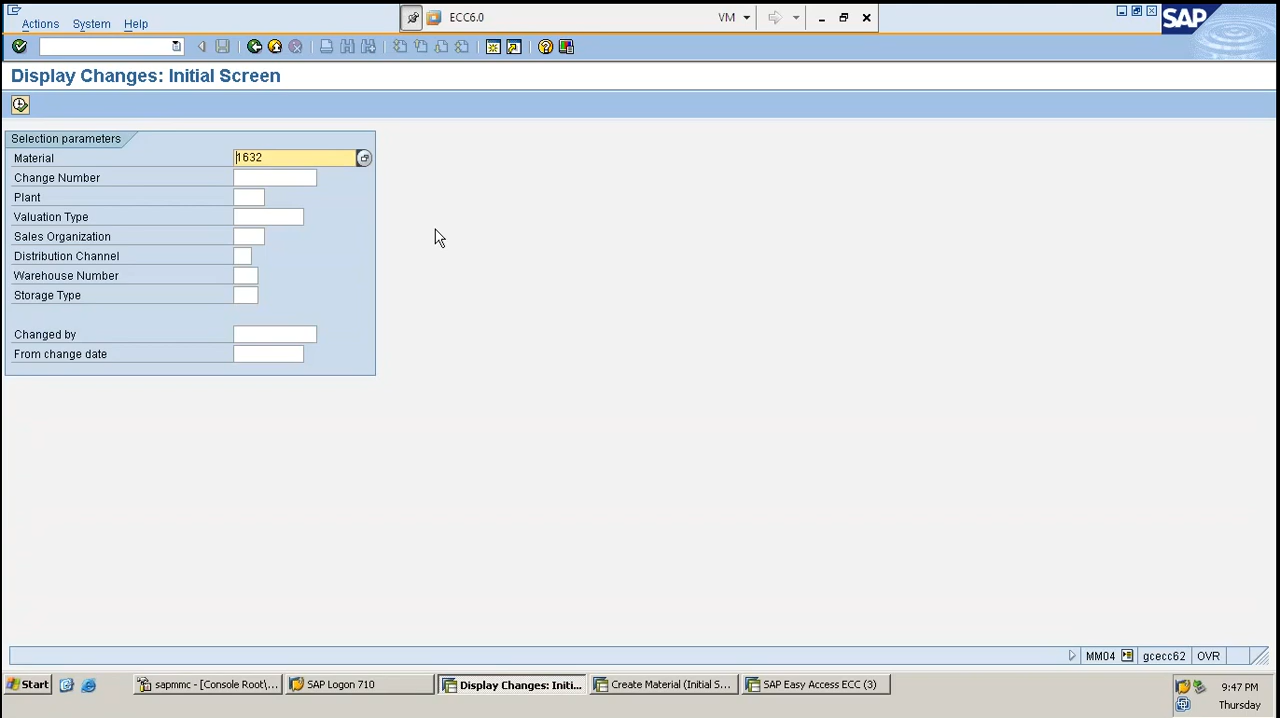 ECC6.0
VM
Actions System Help
SAP
Display Changes: Initial Screen
Selection parameters
Material 1632
Change Number
Plant
Valuation Type
Sales Organization
Distribution Channel
Warehouse Number
Storage Type
Changed by
From change date
MM04 gcecc62 OVR
Start sapmmc - [Console Root\... SAP Logon 710 Display Changes: Initi... Create Material (Initial S... SAP Easy Access ECC (3) 9:47 PM
Thursday